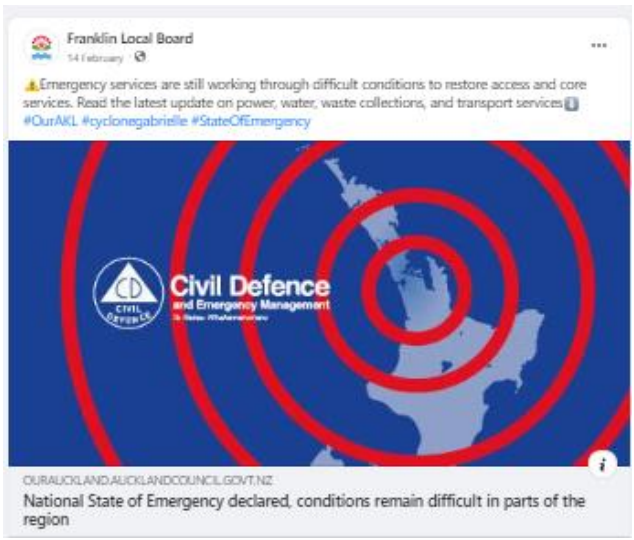 Franklin Local Board
14 February
Emergency services are still working through difficult conditions to restore access and core
services. Read the latest update on power, water, waste collections, and transport services
#OurAKL #cyclonegabrielle #StateOfEmergency
CD
CIVIL
DEFENCE
Civil Defence
and Emergency Management
OURAUCKLAND.AUCKLANDCOUNCIL.GOVT.NZ
National State of Emergency declared, conditions remain difficult in parts of the
region